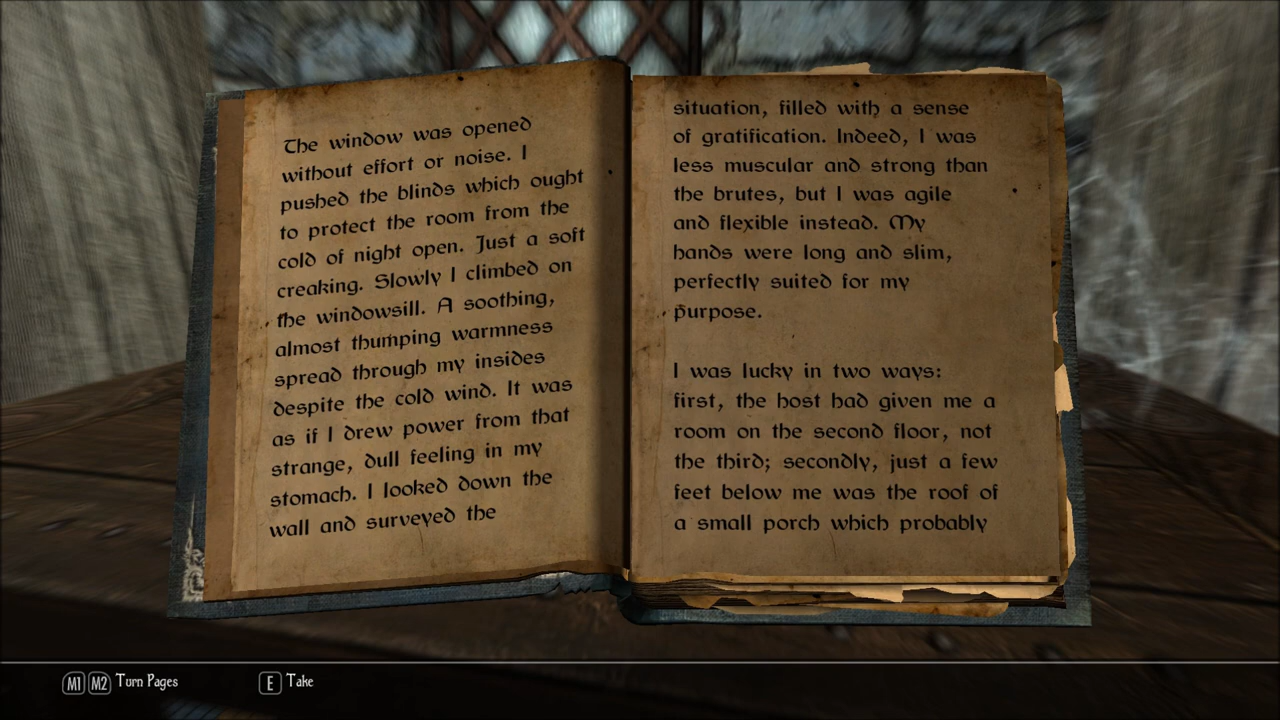 The window was opened
without effort or noise. I
pushed the blinds which ought
to protect the room from the
cold of night open. Just a soft
creaking. Slowly I climbed on
the windowsill. A soothing,
almost thumping warmness
spread through my insides
despite the cold wind. It was
as if I drew power from that
strange, dull feeling in my
stomach. I looked down the
wall and surveyed the
situation, filled with a sense
of gratification. Indeed, I was
less muscular and strong than
the brutes, but I was agile
and flexible instead. My
hands were long and slim,
perfectly suited for my
purpose.
I was lucky in two ways:
first, the host had given me a
room on the second floor, not
the third; secondly, just a few
feet below me was the roof of
a small porch which probably
M1 M2 Turn Pages
E Take